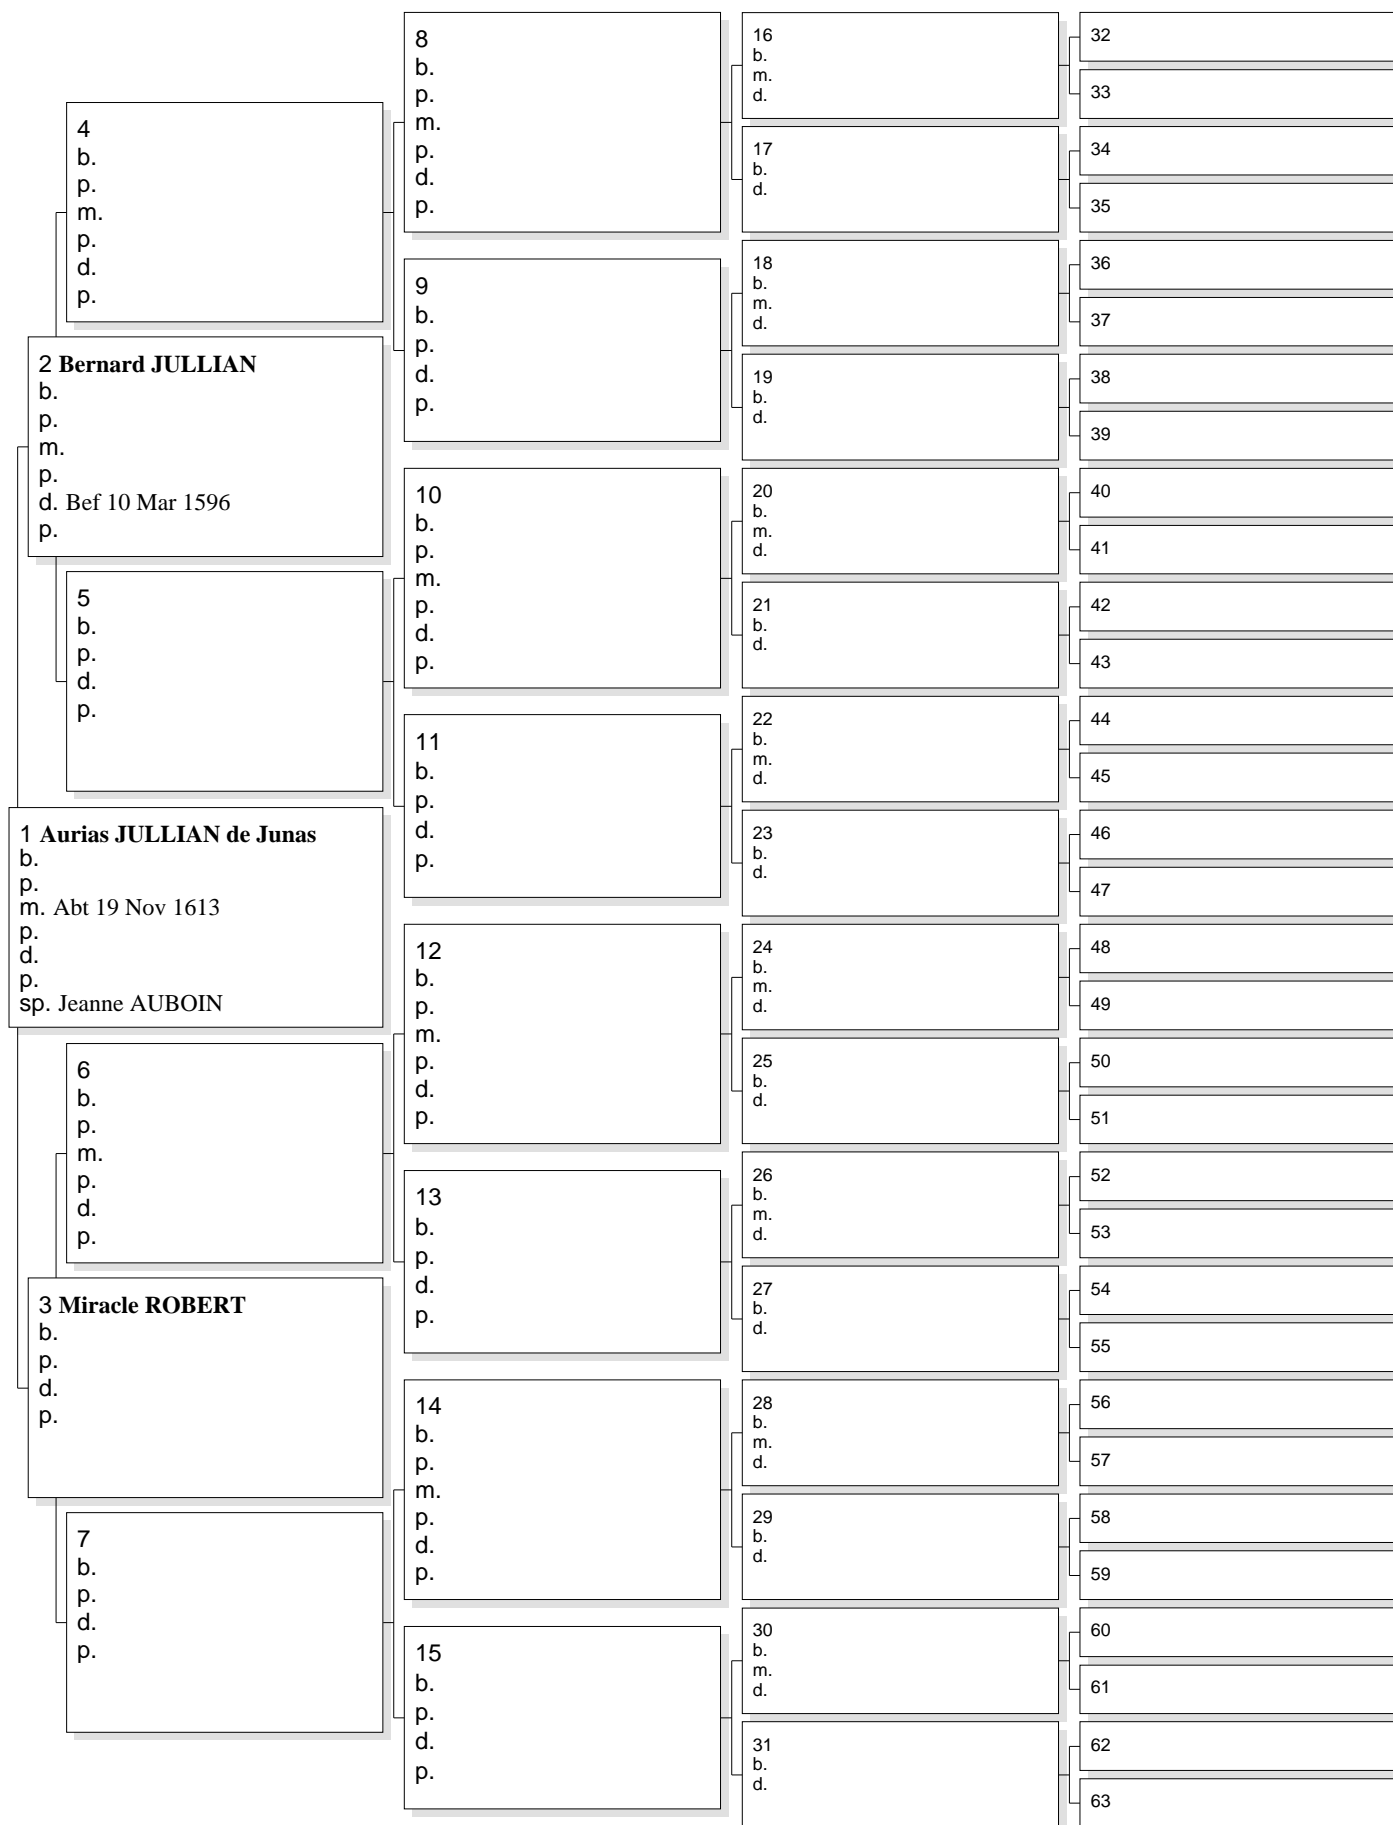 1 Aurias JULLIAN de Junas
b.
p.
m. Abt 19 Nov 1613
p.
d.
p.
sp. Jeanne AUBOIN
2 Bernard JULLIAN
b.
p.
m.
p.
d. Bef 10 Mar 1596
p.
3 Miracle ROBERT
b.
p.
d.
p.
4
b.
p.
m.
p.
d.
p.
5
b.
p.
d.
p.
6
b.
p.
m.
p.
d.
p.
7
b.
p.
d.
p.
8
b.
p.
m.
p.
d.
p.
9
b.
p.
d.
p.
10
b.
p.
m.
p.
d.
p.
11
b.
p.
d.
p.
12
b.
p.
m.
p.
d.
p.
13
b.
p.
d.
p.
14
b.
p.
m.
p.
d.
p.
15
b.
p.
d.
p.
16
b.
m.
d.
17
b.
d.
18
b.
m.
d.
19
b.
d.
20
b.
m.
d.
21
b.
d.
22
b.
m.
d.
23
b.
d.
24
b.
m.
d.
25
b.
d.
26
b.
m.
d.
27
b.
d.
28
b.
m.
d.
29
b.
d.
30
b.
m.
d.
31
b.
d.
32
33
34
35
36
37
38
39
40
41
42
43
44
45
46
47
48
49
50
51
52
53
54
55
56
57
58
59
60
61
62
63